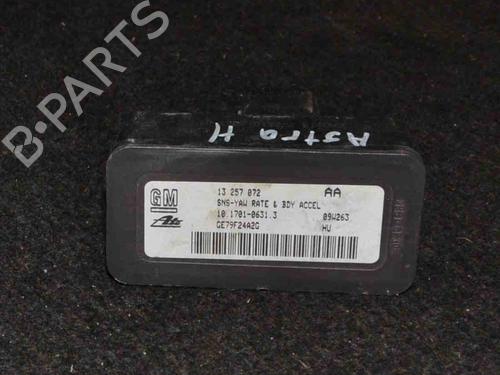 B-PARTS
Astra H
GM
13 257 072
AA
SNS-YAW RATE & BDY ACCEL
Ate
10.1701-0631.3
09W263
GE79F24A2G
HU